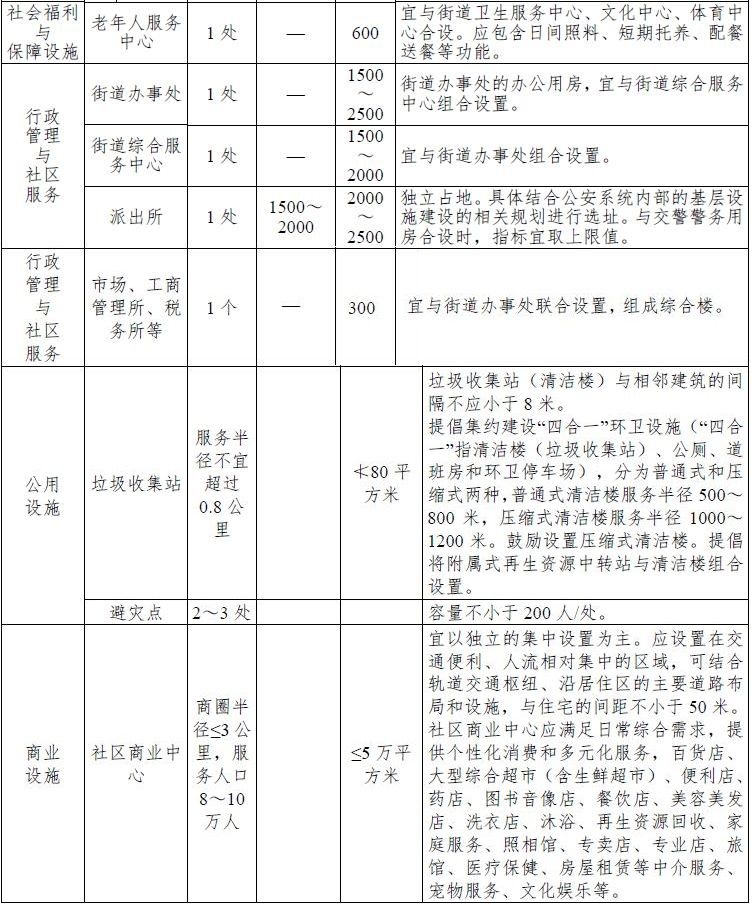 社会福利
与
保障设施
老年人服务
中心
1 处
—
600
宜与街道卫生服务中心、文化中心、体育中
心合设。应包含日间照料、短期托养、配餐
送餐等功能。
行政
管理
与
社区
服务
街道办事处
1 处
—
1500
～
2500
街道办事处的办公用房，宜与街道综合服务
中心组合设置。
街道综合服
务中心
1 处
—
1500
～
2000
宜与街道办事处组合设置。
派出所
1 处
1500～
2000
2000
～
2500
独立占地。具体结合公安系统内部的基层设
施建设的相关规划进行选址。与交警警务用
房合设时，指标宜取上限值。
行政
管理
与
社区
服务
市场、工商
管理所、税
务所等
1 个
—
300
宜与街道办事处联合设置，组成综合楼。
公用
设施
垃圾收集站
服务半
径不宜
超过
0.8 公
里
≮80 平
方米
垃圾收集站（清洁楼）与相邻建筑的间
隔不应小于 8 米。
提倡集约建设“四合一”环卫设施（“四合
一”指清洁楼（垃圾收集站）、公厕、道
班房和环卫停车场），分为普通式和压
缩式两种，普通式清洁楼服务半径 500～
800 米，压缩式清洁楼服务半径 1000～
1200 米。鼓励设置压缩式清洁楼。提倡
将附属式再生资源中转站与清洁楼组合
设置。
避灾点
2～3 处
容量不小于 200 人/处。
商业
设施
社区商业中
心
商圈半
径≤3 公
里，服
务人口
8～10
万人
≤5 万平
方米
宜以独立的集中设置为主。应设置在交
通便利、人流相对集中的区域，可结合
轨道交通枢纽、沿居住区的主要道路布
局和设施，与住宅的间距不小于 50 米。
社区商业中心应满足日常综合需求，提
供个性化消费和多元化服务，百货店、
大型综合超市（含生鲜超市）、便利店、
药店、图书音像店、餐饮店、美容美发
店、洗衣店、沐浴、再生资源回收、家
庭服务、照相馆、专卖店、专业店、旅
馆、医疗保健、房屋租赁等中介服务、
宠物服务、文化娱乐等。